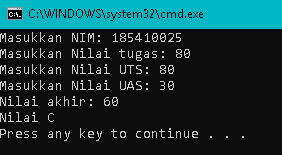 C:\WINDOWS\system32\cmd.exe
Masukkan NIM: 185410025
Masukkan Nilai tugas: 80
Masukkan Nilai UTS: 80
Masukkan Nilai UAS: 30
Nilai akhir: 60
Nilai C
Press any key to continue . . .